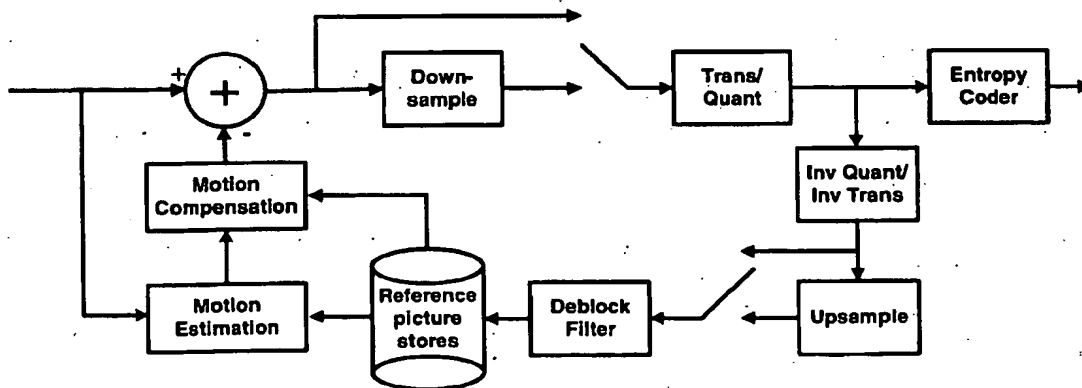 +
+
-
Down-
sample
Trans/
Quant
Entropy
Coder
Motion
Compensation
Inv Quant/
Inv Trans
Motion
Estimation
Reference
picture
stores
Deblock
Filter
Upsample